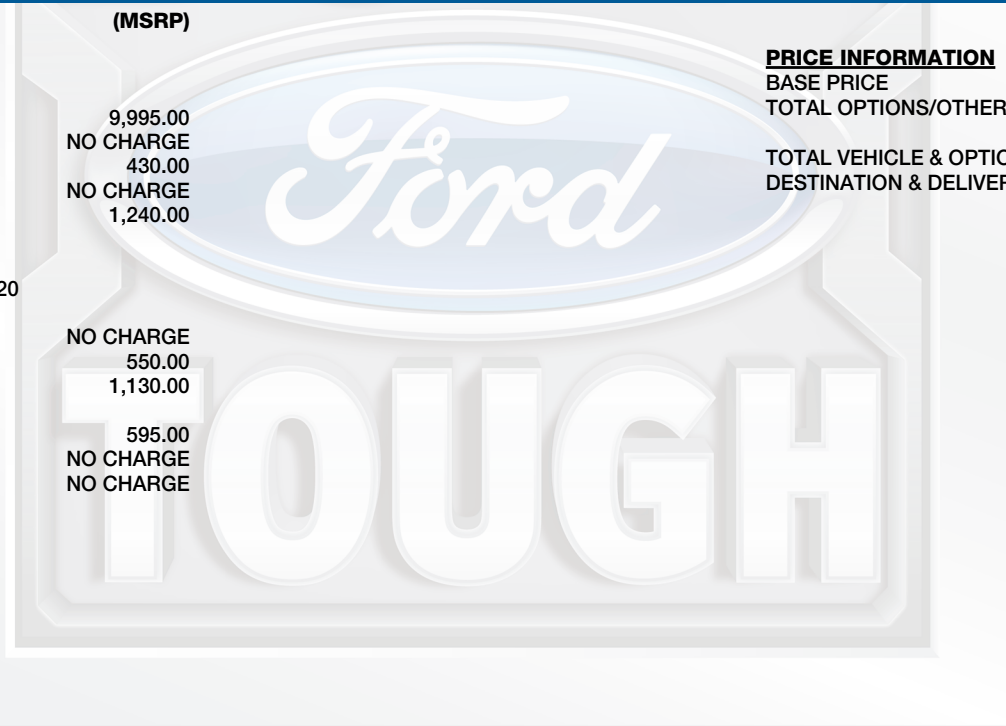 (MSRP)
9,995.00
NO CHARGE
430.00
NO CHARGE
1,240.00
20
NO CHARGE
550.00
1,130.00
595.00
NO CHARGE
NO CHARGE
PRICE INFORMATION
BASE PRICE
TOTAL OPTIONS/OTHER
TOTAL VEHICLE & OPTIO
DESTINATION & DELIVER
Ford
TOUGH